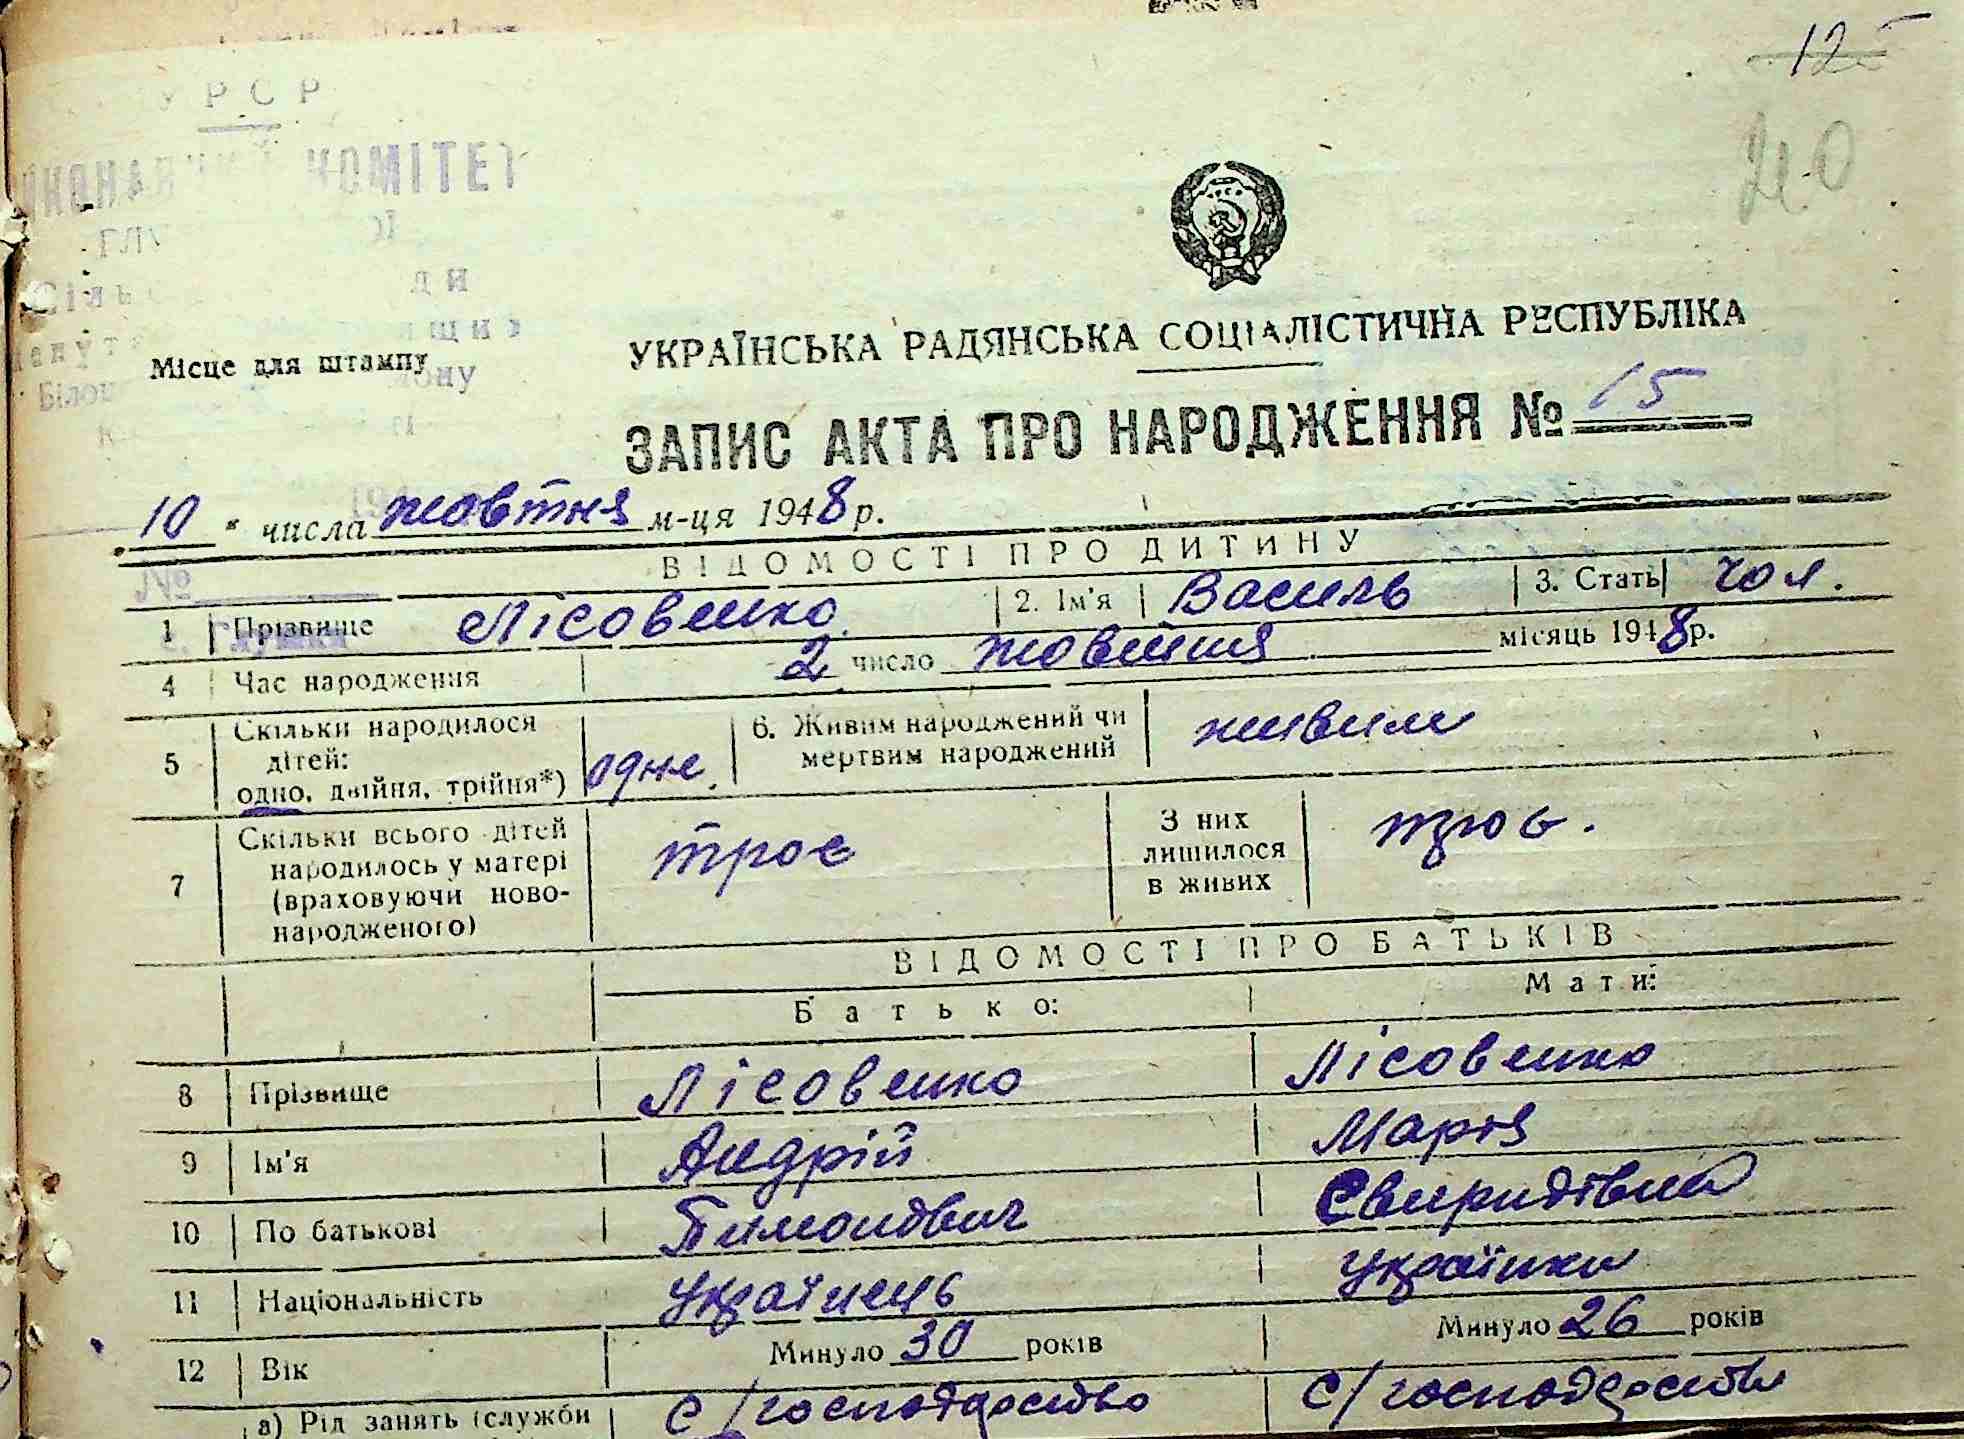 125
40
У Р С Р
КОМІТЕТ
Місце для штампу
УКРАЇНСЬКА РАДЯНСЬКА СОЦІАЛІСТИЧНА РЕСПУБЛІКА
ЗАПИС АКТА ПРО НАРОДЖЕННЯ № 15
10 " числа жовтня м-ця 1948 р.
№
ВІДОМОСТІ ПРО ДИТИНУ
1 Прізвище Лісовенко 2. Ім'я Василь 3. Стать чол.
4 Час народження 2 число жовтня місяць 1948 р.
5 Скільки народилося дітей: одно, двійня, трійня*) одне. 6. Живим народжений чи мертвим народжений живим
7 Скільки всього дітей народилось у матері (враховуючи новонародженого) троє З них лишилося в живих троє.
ВІДОМОСТІ ПРО БАТЬКІВ
Батько: Мати:
8 Прізвище Лісовенко Лісовенко
9 Ім'я Андрій Марія
10 По батькові Свиридівна
11 Національність Українець Українка
12 Вік Минуло 30 років Минуло 26 років
а) Рід занять (служби с/господарство с/господарство